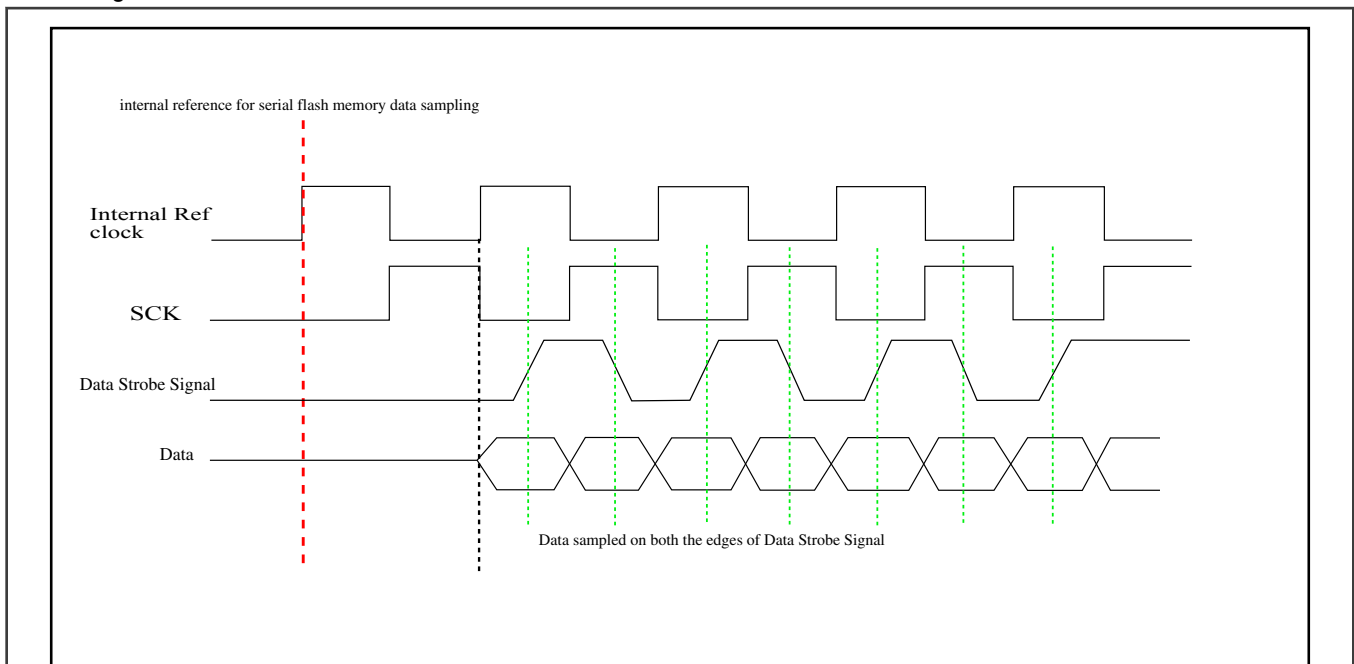 internal reference for serial flash memory data sampling
Internal Ref
clock
SCK
Data Strobe Signal
Data
Data sampled on both the edges of Data Strobe Signal